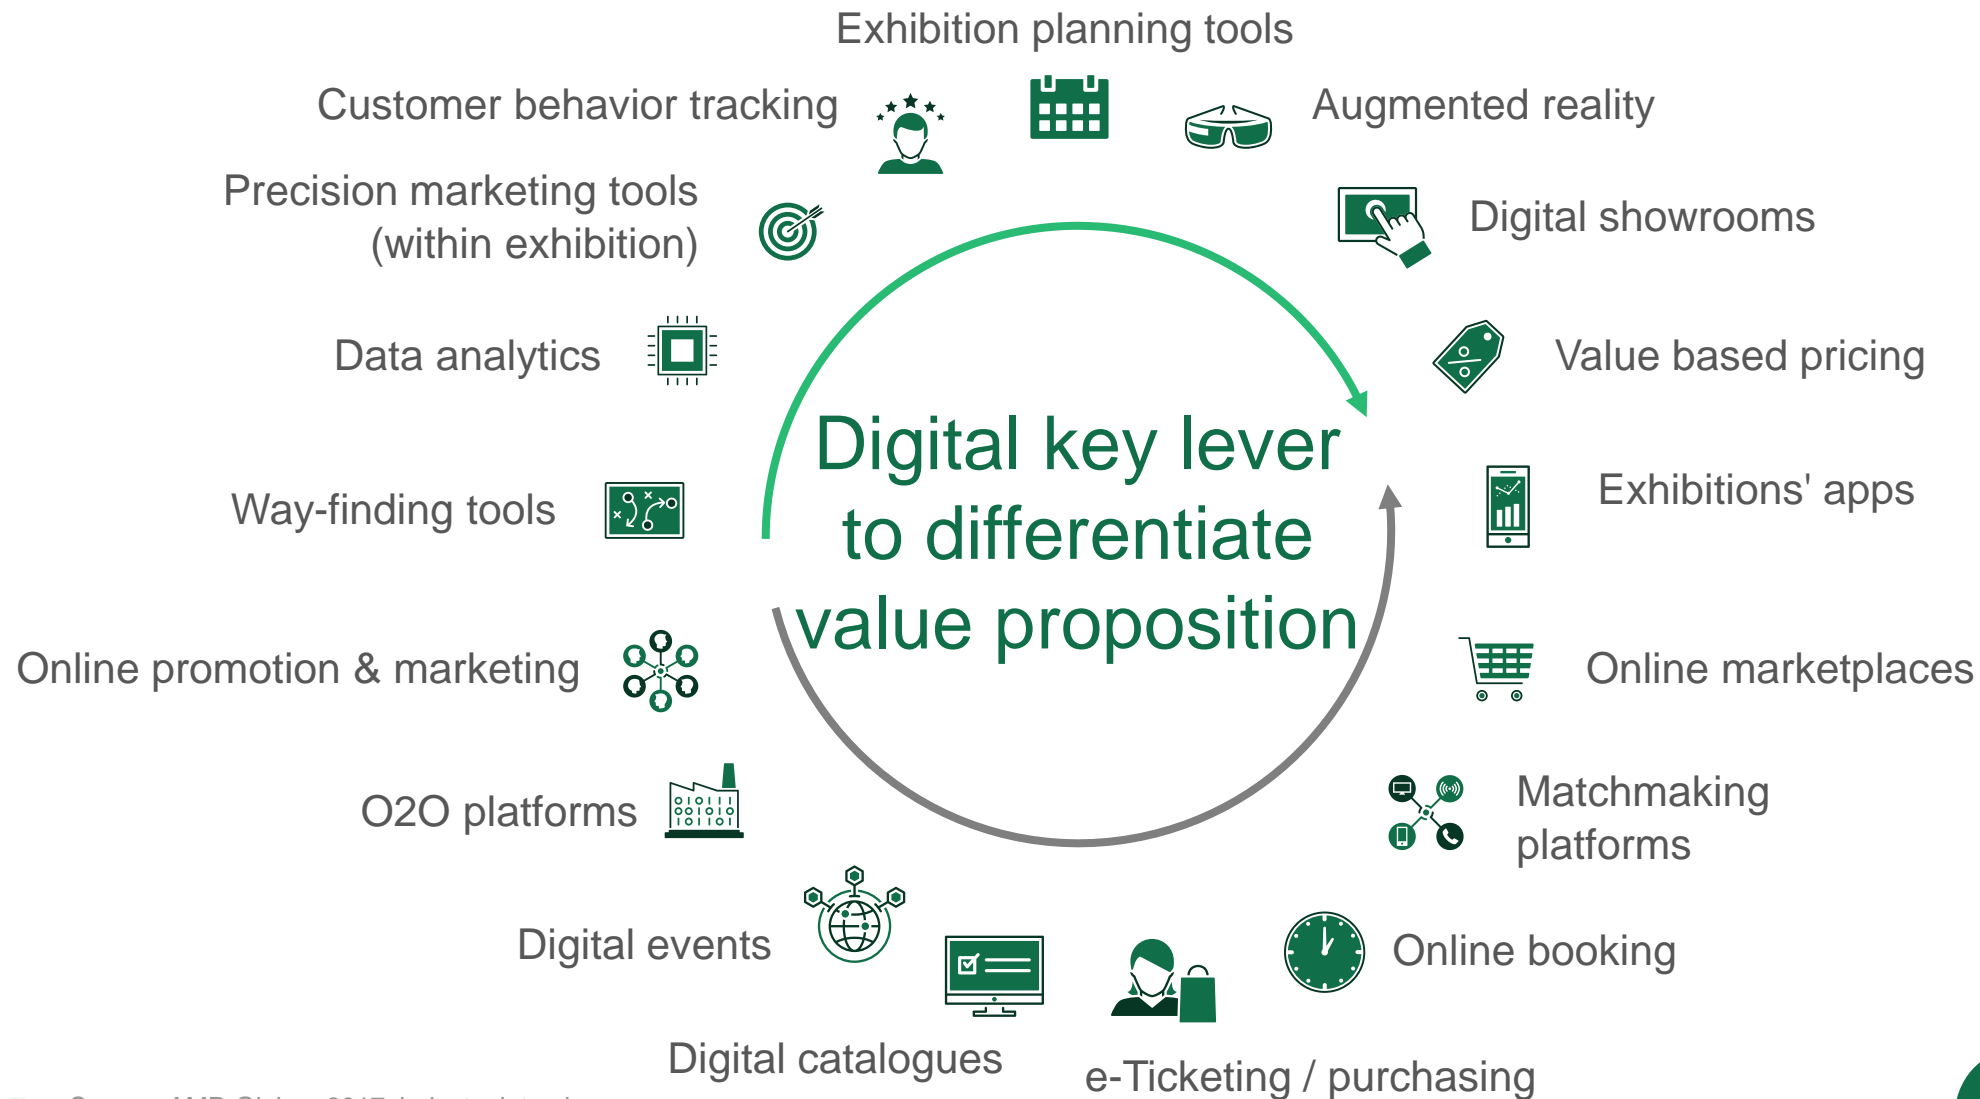 Exhibition planning tools
Customer behavior tracking
Augmented reality
Precision marketing tools
(within exhibition)
Digital showrooms
Data analytics
Value based pricing
Digital key lever
to differentiate
value proposition
Way-finding tools
Exhibitions' apps
Online promotion & marketing
Online marketplaces
O2O platforms
Matchmaking
platforms
Digital events
Online booking
Digital catalogues
e-Ticketing / purchasing